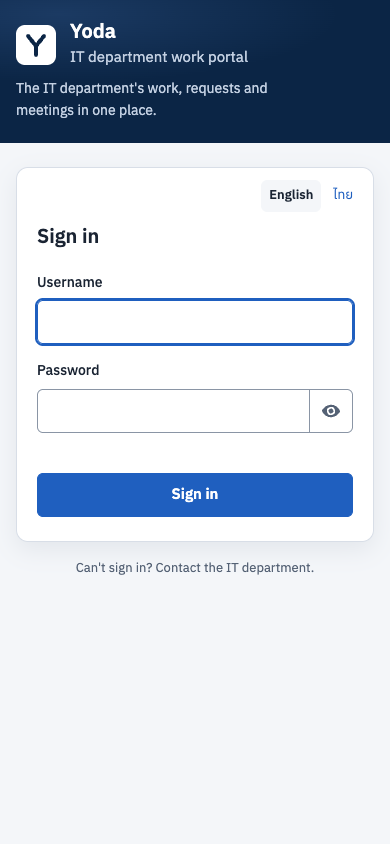 Y
Yoda
IT department work portal
The IT department's work, requests and
meetings in one place.
English
ไทย
Sign in
Username
Password
Sign in
Can't sign in? Contact the IT department.